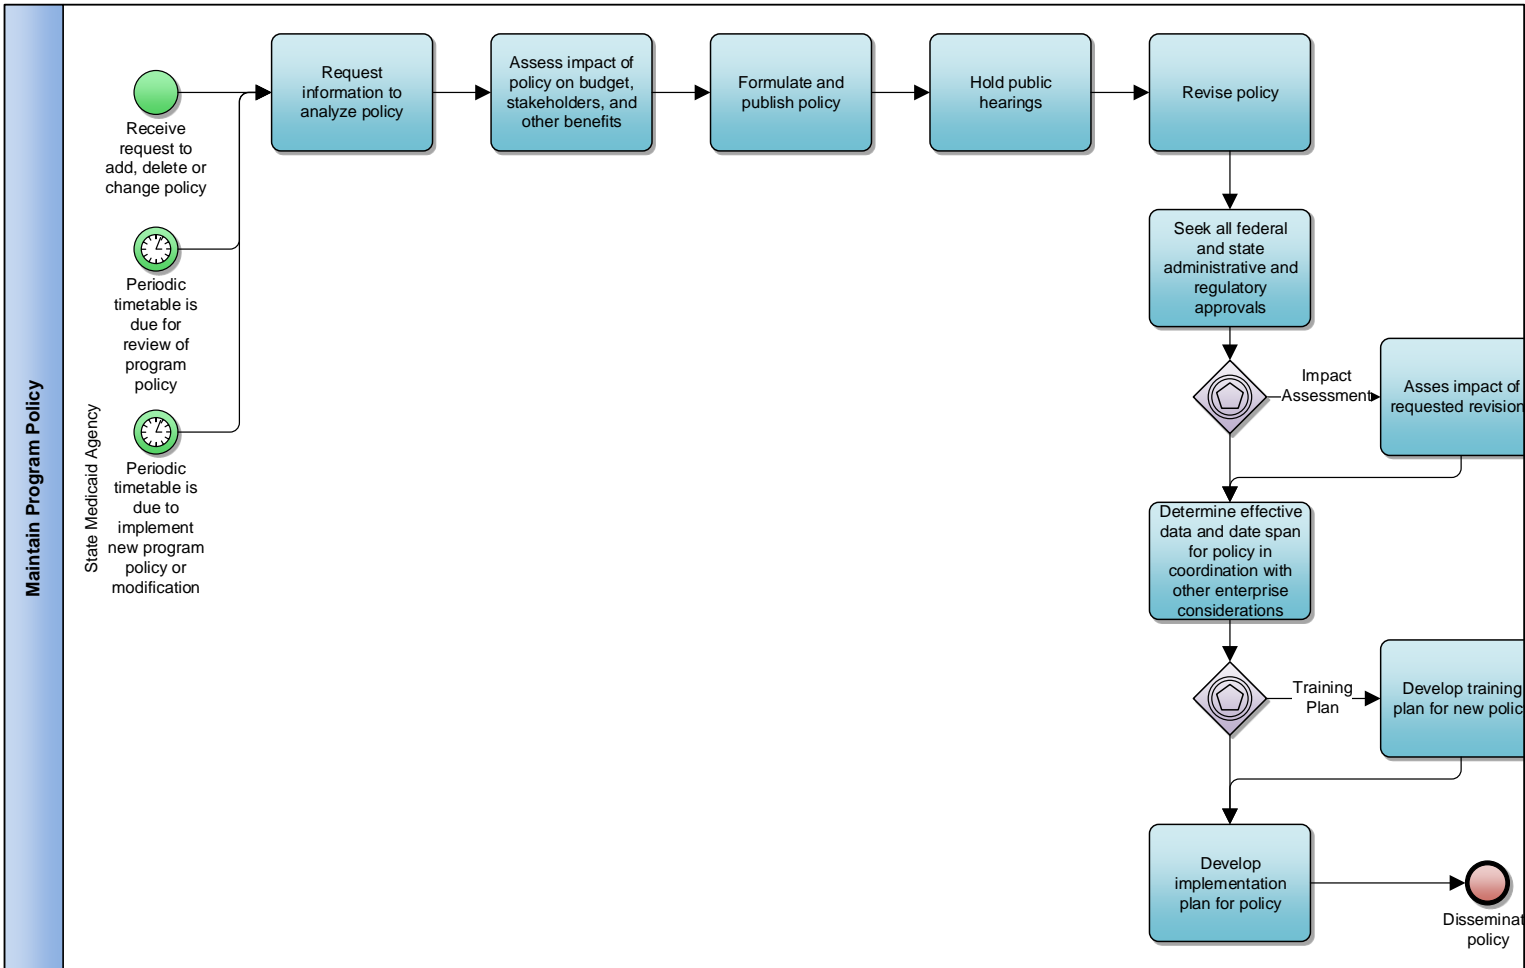 Maintain Program Policy
State Medicaid Agency
Receive
request to
add, delete or
change policy
Periodic
timetable is
due for
review of
program
policy
Periodic
timetable is
due to
implement
new program
policy or
modification
Request
information to
analyze policy
Assess impact of
policy on budget,
stakeholders, and
other benefits
Formulate and
publish policy
Hold public
hearings
Revise policy
Seek all federal
and state
administrative and
regulatory
approvals
Impact
Assessment
Asses impact of
requested revision
Determine effective
data and date span
for policy in
coordination with
other enterprise
considerations
Training
Plan
Develop training
plan for new polic
Develop
implementation
plan for policy
Disseminat
policy